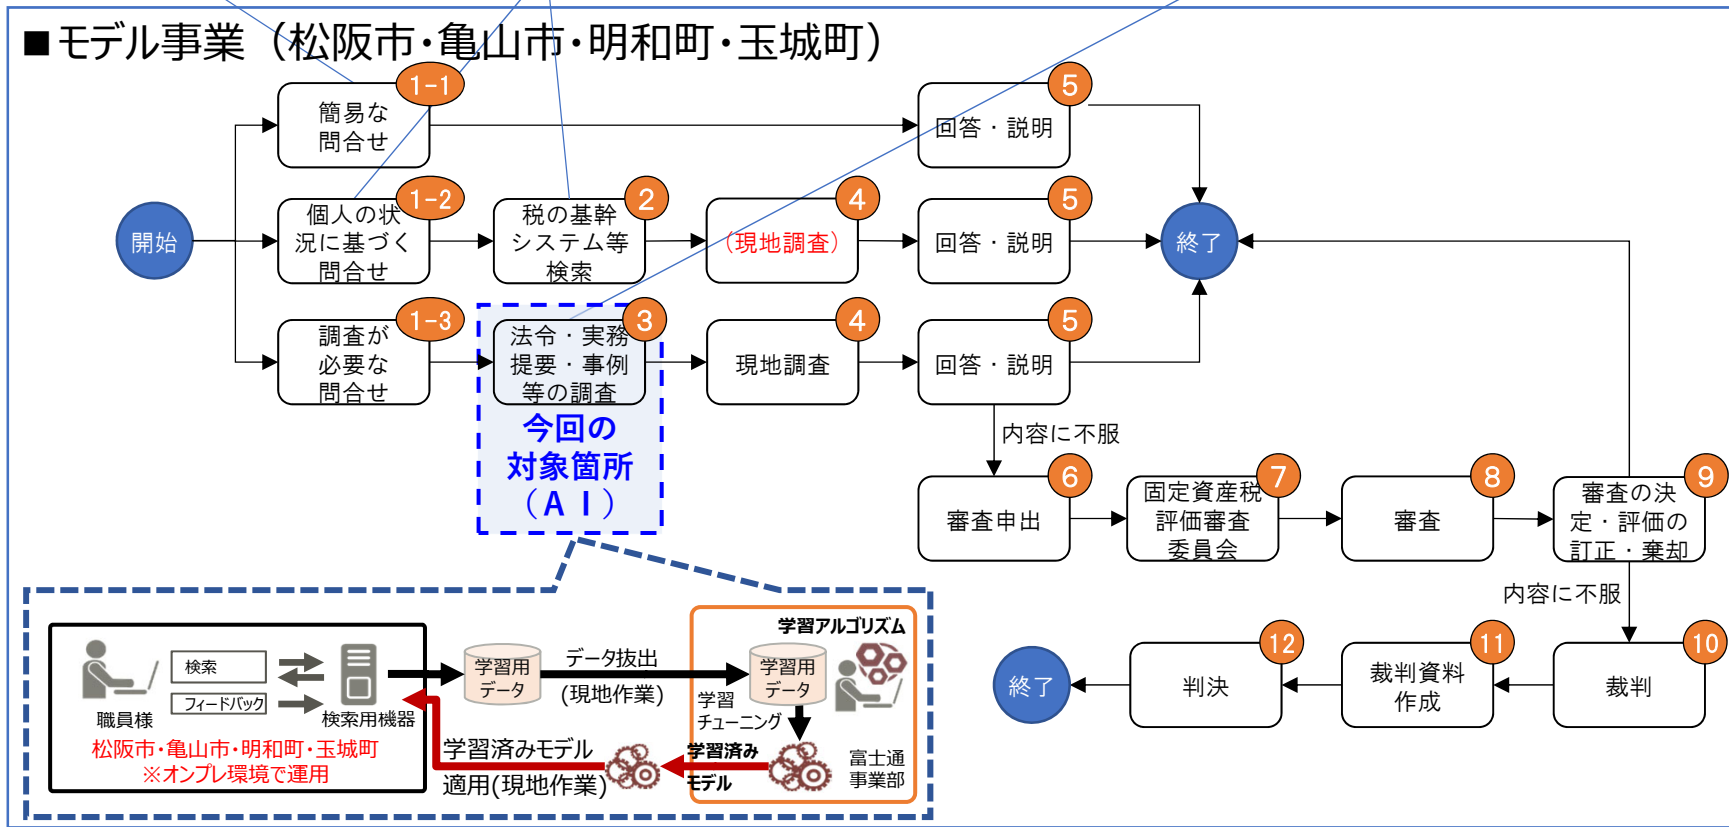 ■モデル事業（松阪市・亀山市・明和町・玉城町）
1-1
簡易な
問合せ
5
回答・説明
開始
1-2
個人の状
況に基づく
問合せ
2
税の基幹
システム等
検索
4
（現地調査）
5
回答・説明
終了
1-3
調査が
必要な
問合せ
3
法令・実務
提要・事例
等の調査
4
現地調査
5
回答・説明
今回の
対象箇所
（ＡＩ）
内容に不服
6
審査申出
7
固定資産税
評価審査
委員会
8
審査
9
審査の決
定・評価の
訂正・棄却
内容に不服
10
裁判
11
裁判資料
作成
12
判決
終了
検索
フィードバック
職員様
検索用機器
松阪市・亀山市・明和町・玉城町
※オンプレ環境で運用
学習用
データ
データ抜出
(現地作業)
学習アルゴリズム
学習用
データ
学習
チューニング
学習済み
モデル
富士通
事業部
学習済みモデル
適用(現地作業)